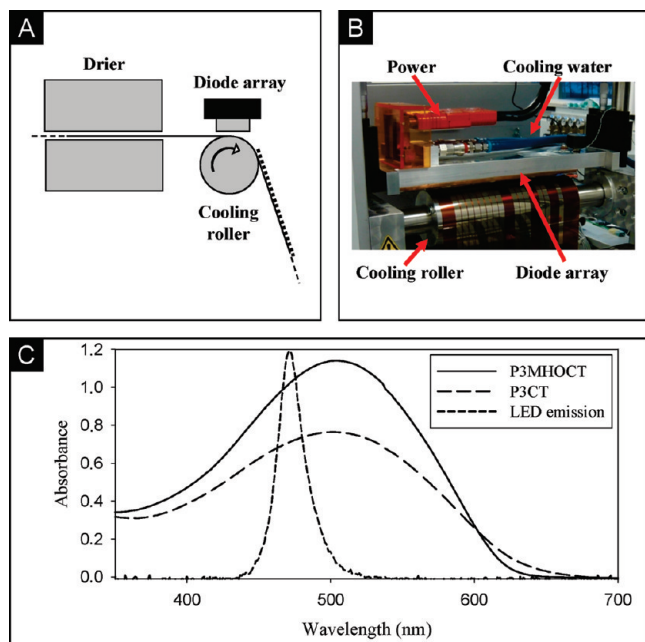 A
Drier
Diode array
Cooling
roller
B
Power
Cooling water
Cooling roller
Diode array
C
1.2
1.0
0.8
0.6
0.4
0.2
0.0
Absorbance
P3MHOCT
P3CT
LED emission
400
500
600
700
Wavelength (nm)